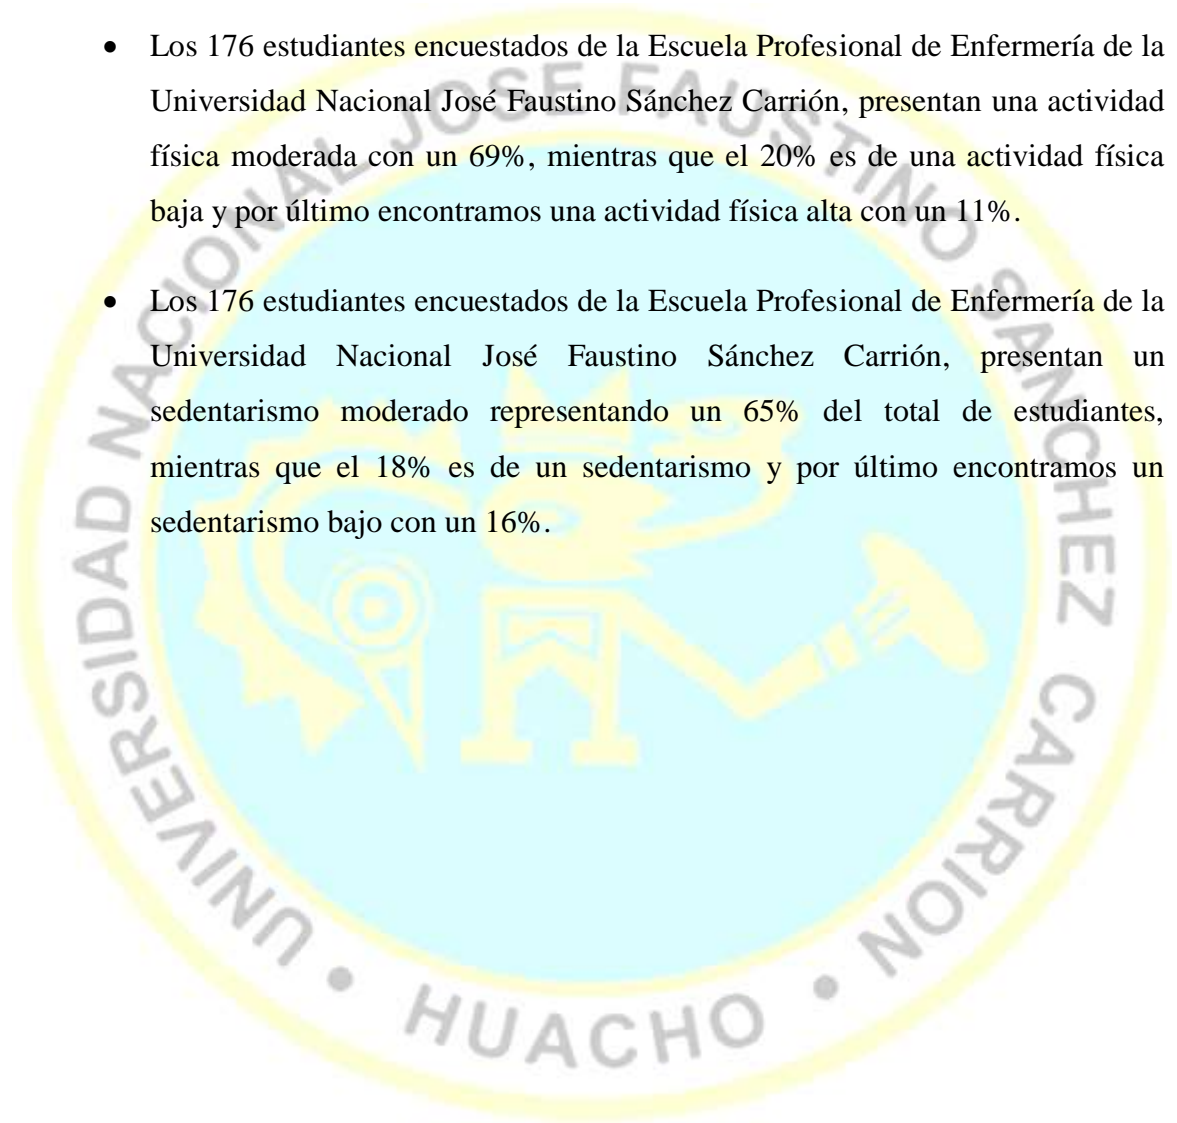 • Los 176 estudiantes encuestados de la Escuela Profesional de Enfermería de la
Universidad Nacional José Faustino Sánchez Carrión, presentan una actividad
física moderada con un 69%, mientras que el 20% es de una actividad física
baja y por último encontramos una actividad física alta con un 11%.
• Los 176 estudiantes encuestados de la Escuela Profesional de Enfermería de la
Universidad Nacional José Faustino Sánchez Carrión, presentan un
sedentarismo moderado representando un 65% del total de estudiantes,
mientras que el 18% es de un sedentarismo y por último encontramos un
sedentarismo bajo con un 16%.
UNIVERSIDAD NACIONAL JOSE FAUSTINO SANCHEZ CARRION
• HUACHO •